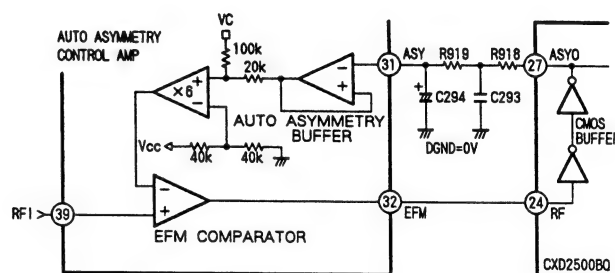 AUTO ASYMMETRY
CONTROL AMP
VC
100k
20k
×6
+
−
−
+
AUTO ASYMMETRY
BUFFER
Vcc
40k
40k
−
+
EFM COMPARATOR
RFI
39
31
ASY
R919
R918
27
ASYO
+
C294
C293
DGND=0V
CMOS
BUFFER
32
EFM
24
RF
CXD2500BQ